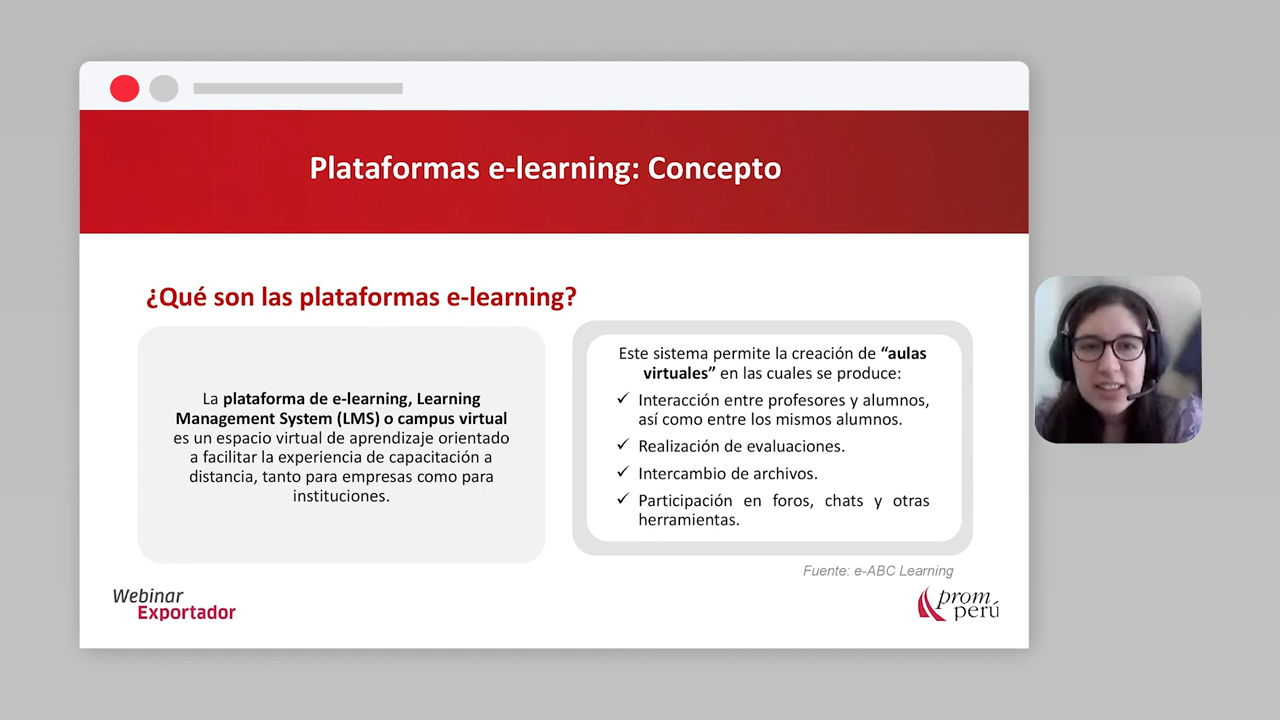 Plataformas e-learning: Concepto
¿Qué son las plataformas e-learning?
La plataforma de e-learning, Learning
Management System (LMS) o campus virtual
es un espacio virtual de aprendizaje orientado
a facilitar la experiencia de capacitación a
distancia, tanto para empresas como para
instituciones.
Este sistema permite la creación de “aulas
virtuales” en las cuales se produce:
✓ Interacción entre profesores y alumnos,
así como entre los mismos alumnos.
✓ Realización de evaluaciones.
✓ Intercambio de archivos.
✓ Participación en foros, chats y otras
herramientas.
Fuente: e-ABC Learning
Webinar
Exportador
prom
perú